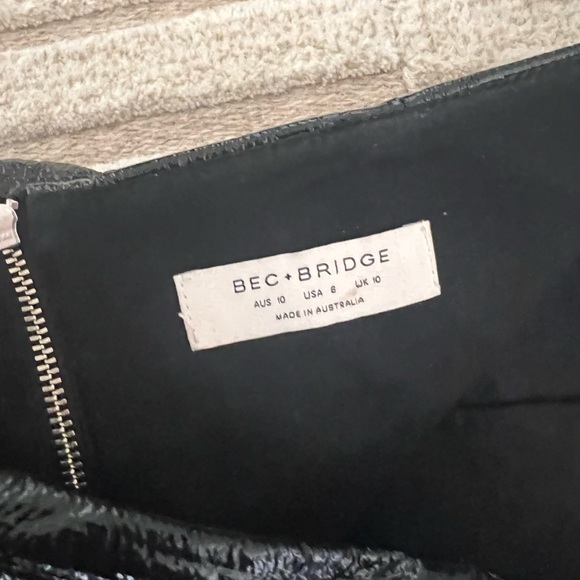 BEC + BRIDGE
AUS 10 USA 6 UK 10
MADE IN AUSTRALIA